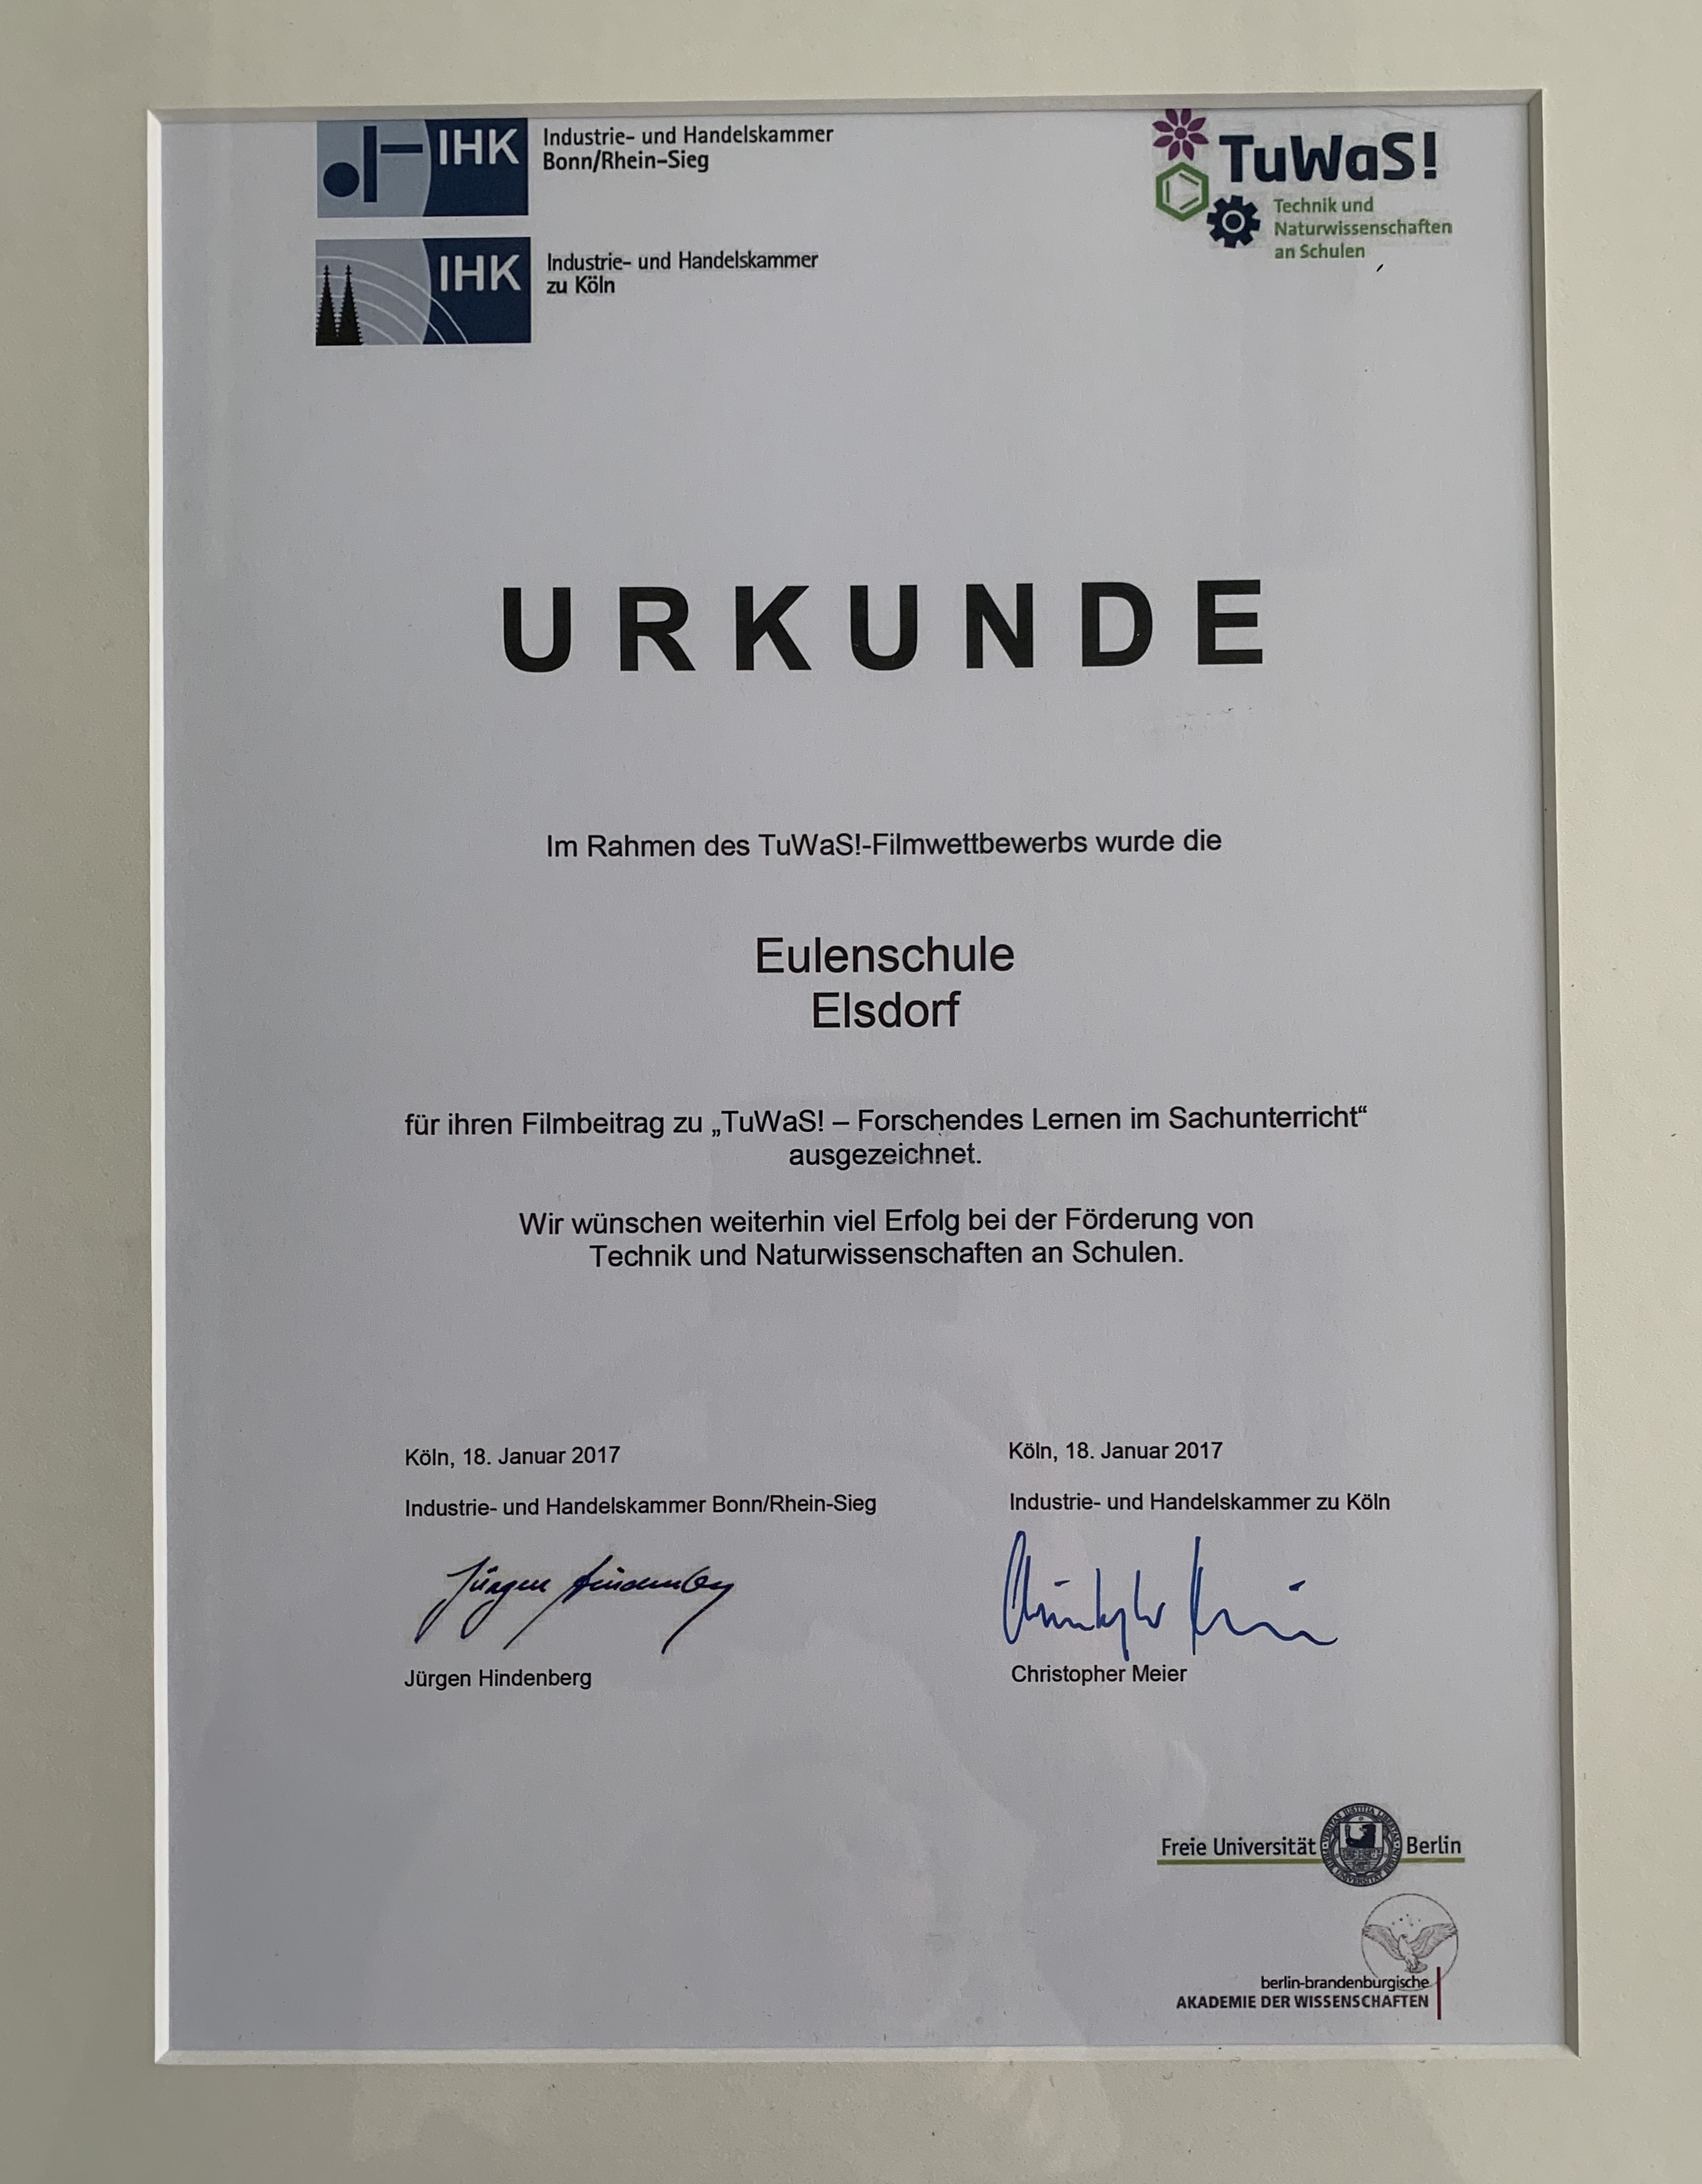 IHK Industrie- und Handelskammer
Bonn/Rhein-Sieg
IHK Industrie- und Handelskammer
zu Köln
TuWaS!
Technik und
Naturwissenschaften
an Schulen
URKUNDE
Im Rahmen des TuWaS!-Filmwettbewerbs wurde die
Eulenschule
Elsdorf
für ihren Filmbeitrag zu „TuWaS! – Forschendes Lernen im Sachunterricht“
ausgezeichnet.
Wir wünschen weiterhin viel Erfolg bei der Förderung von
Technik und Naturwissenschaften an Schulen.
Köln, 18. Januar 2017
Industrie- und Handelskammer Bonn/Rhein-Sieg
Jürgen Hindenberg
Jürgen Hindenberg
Köln, 18. Januar 2017
Industrie- und Handelskammer zu Köln
Christopher Meier
Freie Universität Berlin
berlin-brandenburgische
AKADEMIE DER WISSENSCHAFTEN